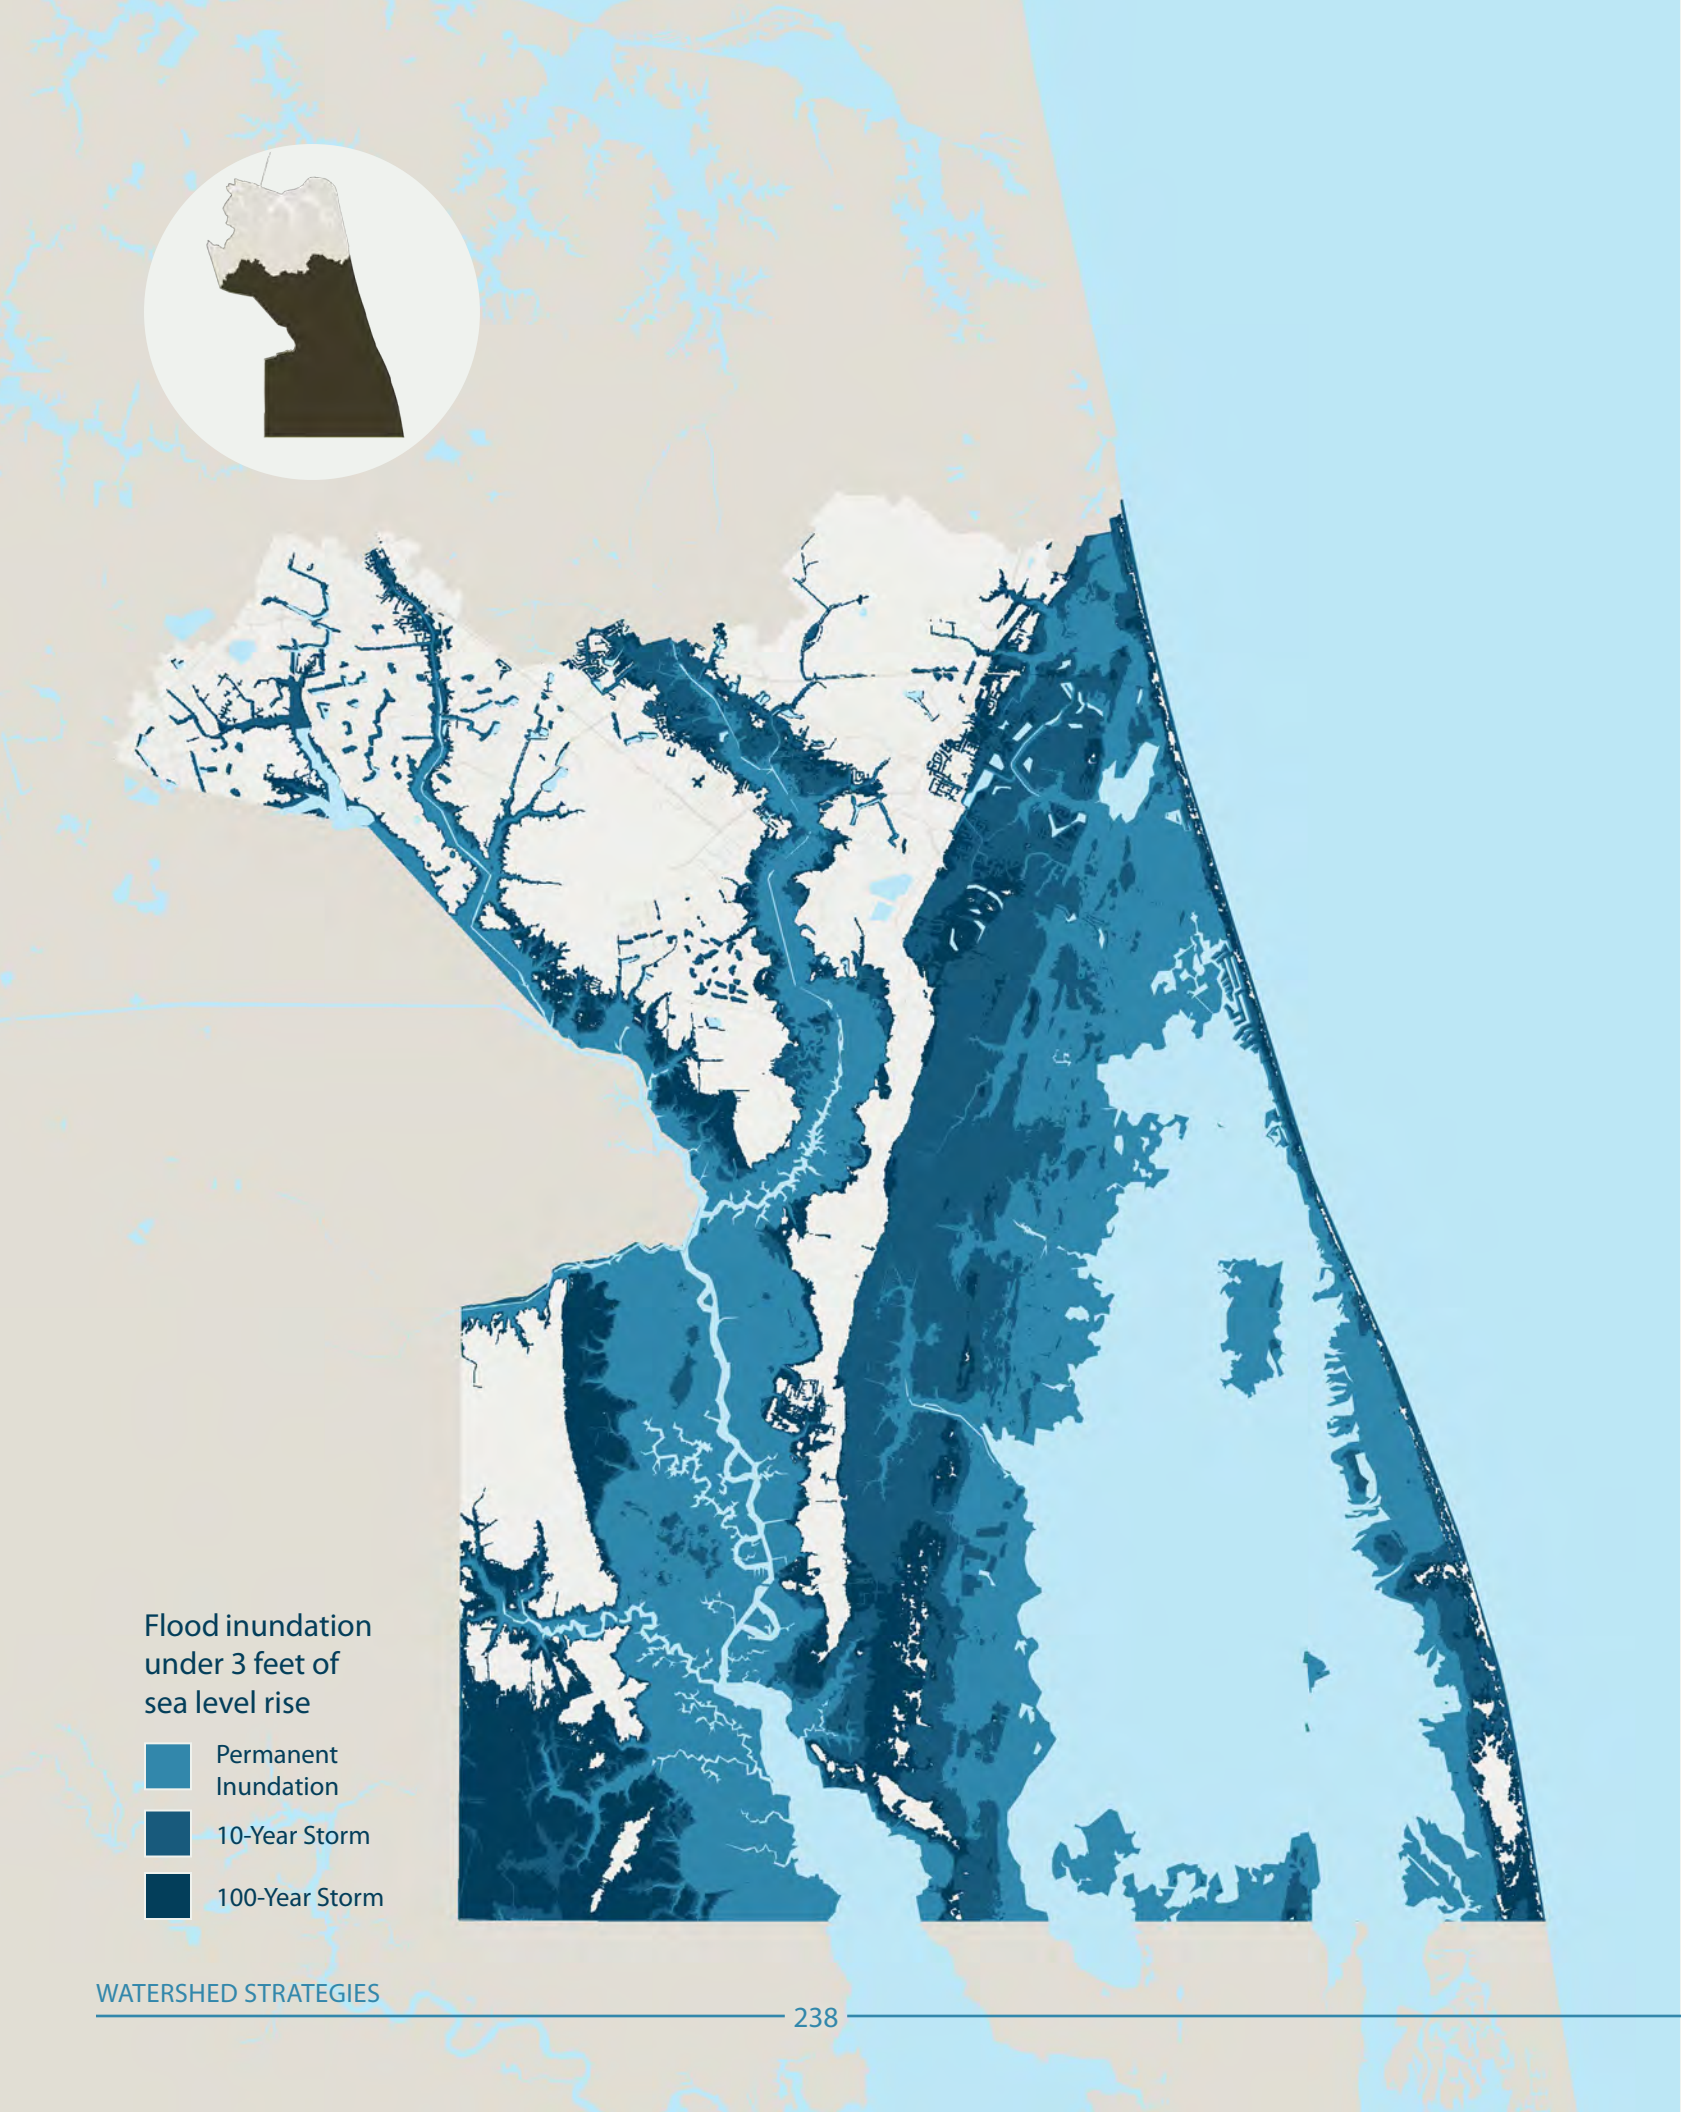 Flood inundation
under 3 feet of
sea level rise
Permanent
Inundation
10-Year Storm
100-Year Storm
WATERSHED STRATEGIES
238